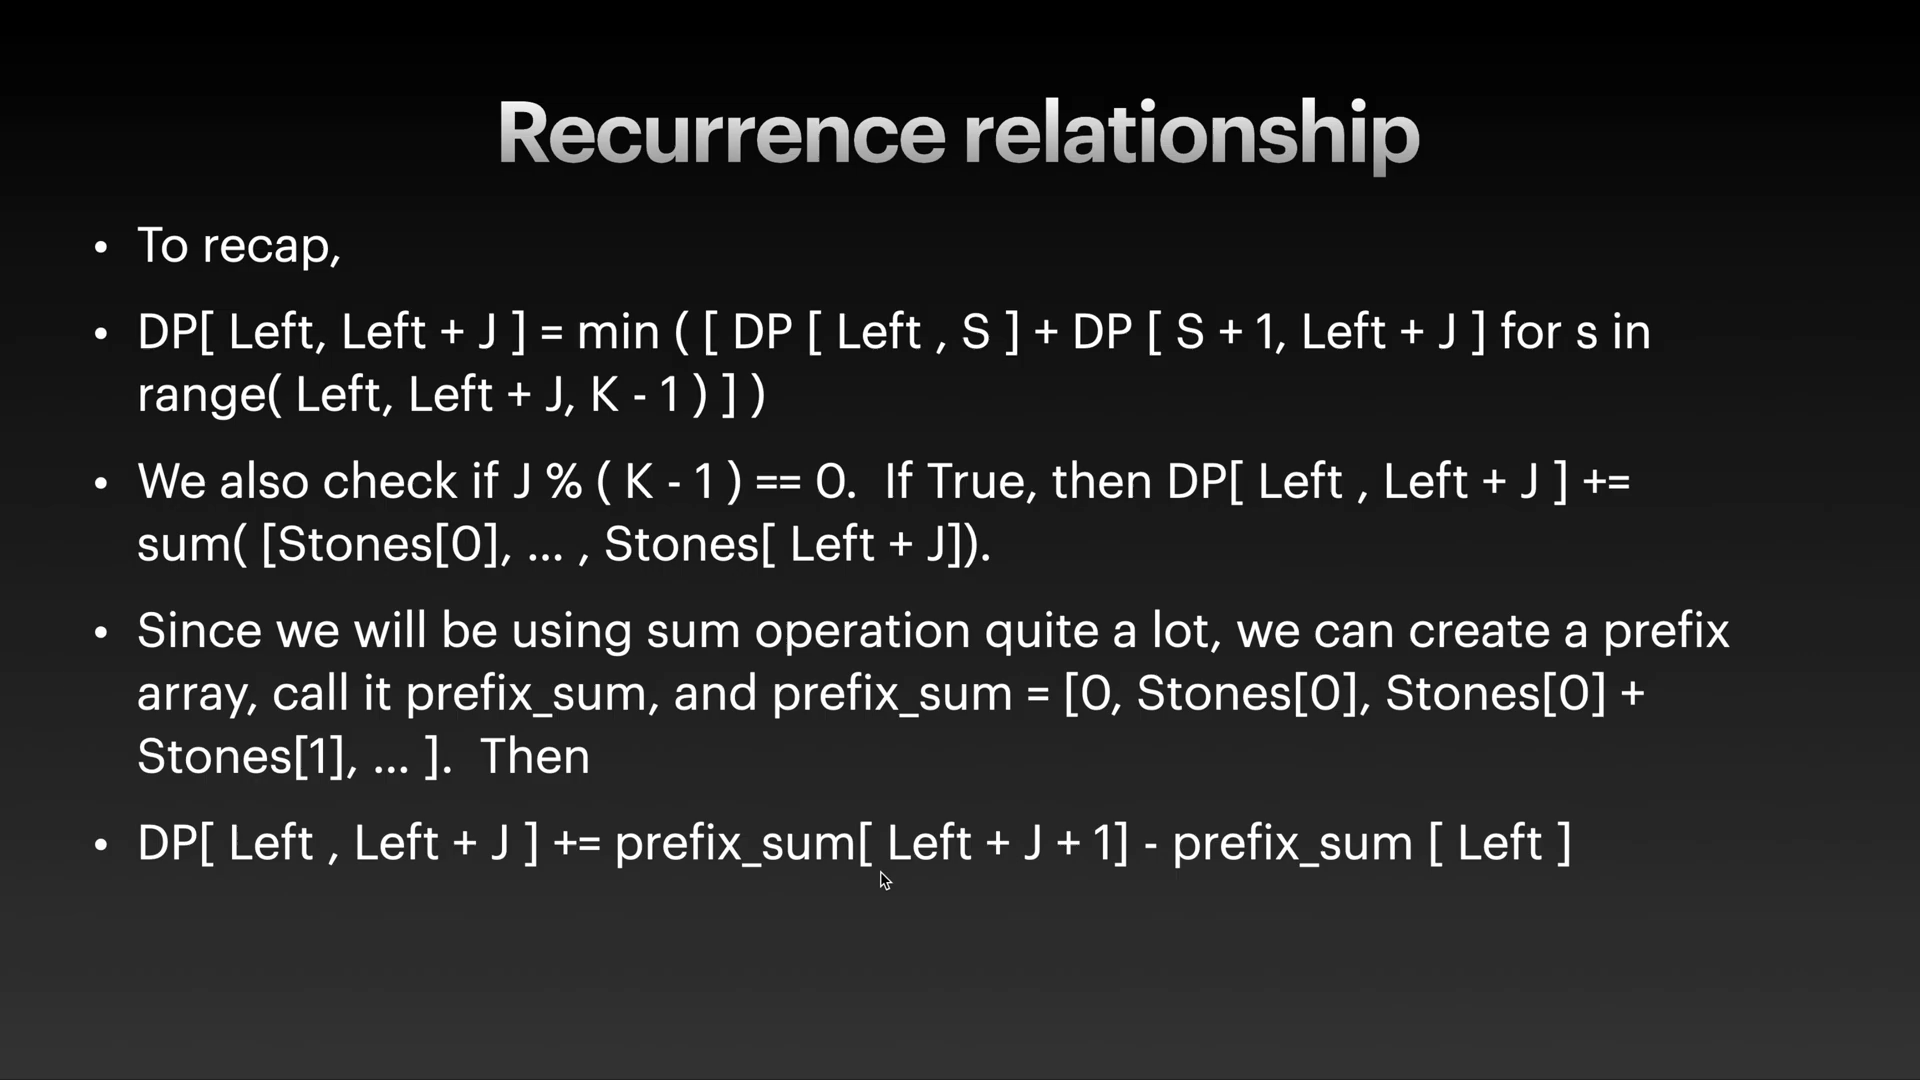 Recurrence relationship
• To recap,
• DP[ Left, Left + J ] = min ( [ DP [ Left , S ] + DP [ S + 1, Left + J ] for s in
range( Left, Left + J, K - 1 ) ] )
• We also check if J % ( K - 1 ) == 0.  If True, then DP[ Left , Left + J ] +=
sum( [Stones[0], ... , Stones[ Left + J]).
• Since we will be using sum operation quite a lot, we can create a prefix
array, call it prefix_sum, and prefix_sum = [0, Stones[0], Stones[0] +
Stones[1], ... ].  Then
• DP[ Left , Left + J ] += prefix_sum[ Left + J + 1] - prefix_sum [ Left ]